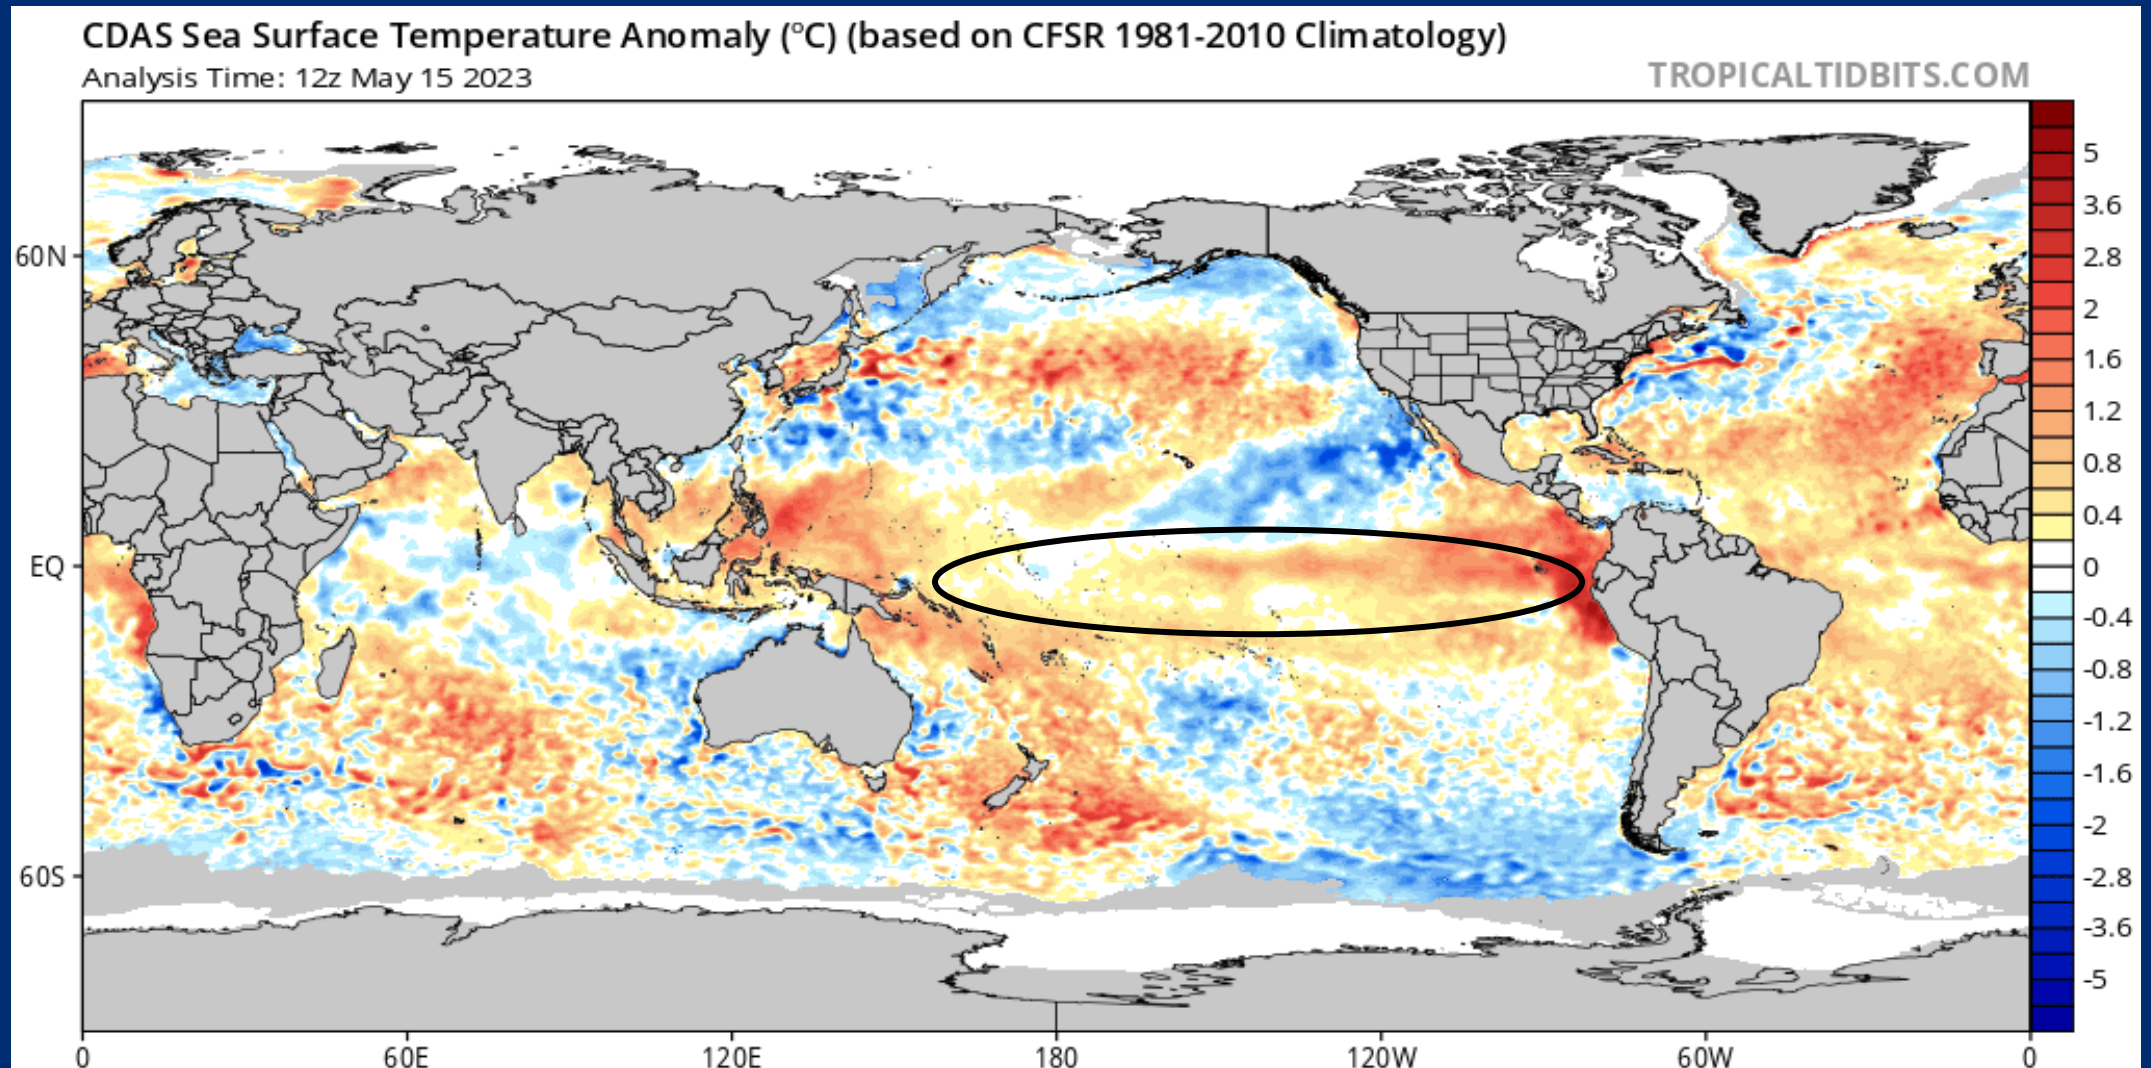 CDAS Sea Surface Temperature Anomaly (°C) (based on CFSR 1981-2010 Climatology)
Analysis Time: 12z May 15 2023
TROPICALTIDBITS.COM
60N
EQ
60S
0
60E
120E
180
120W
60W
0
5
3.6
2.8
2
1.6
1.2
0.8
0.4
0
-0.4
-0.8
-1.2
-1.6
-2
-2.8
-3.6
-5